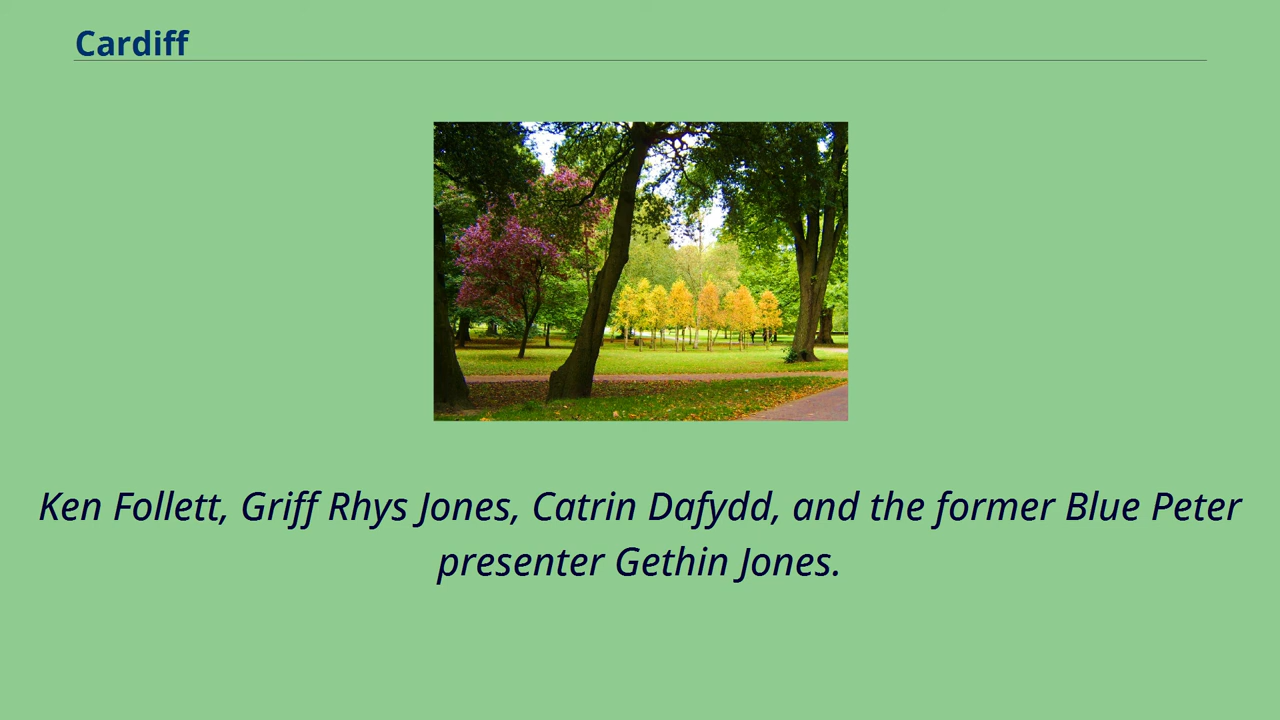 Cardiff
Ken Follett, Griff Rhys Jones, Catrin Dafydd, and the former Blue Peter
presenter Gethin Jones.